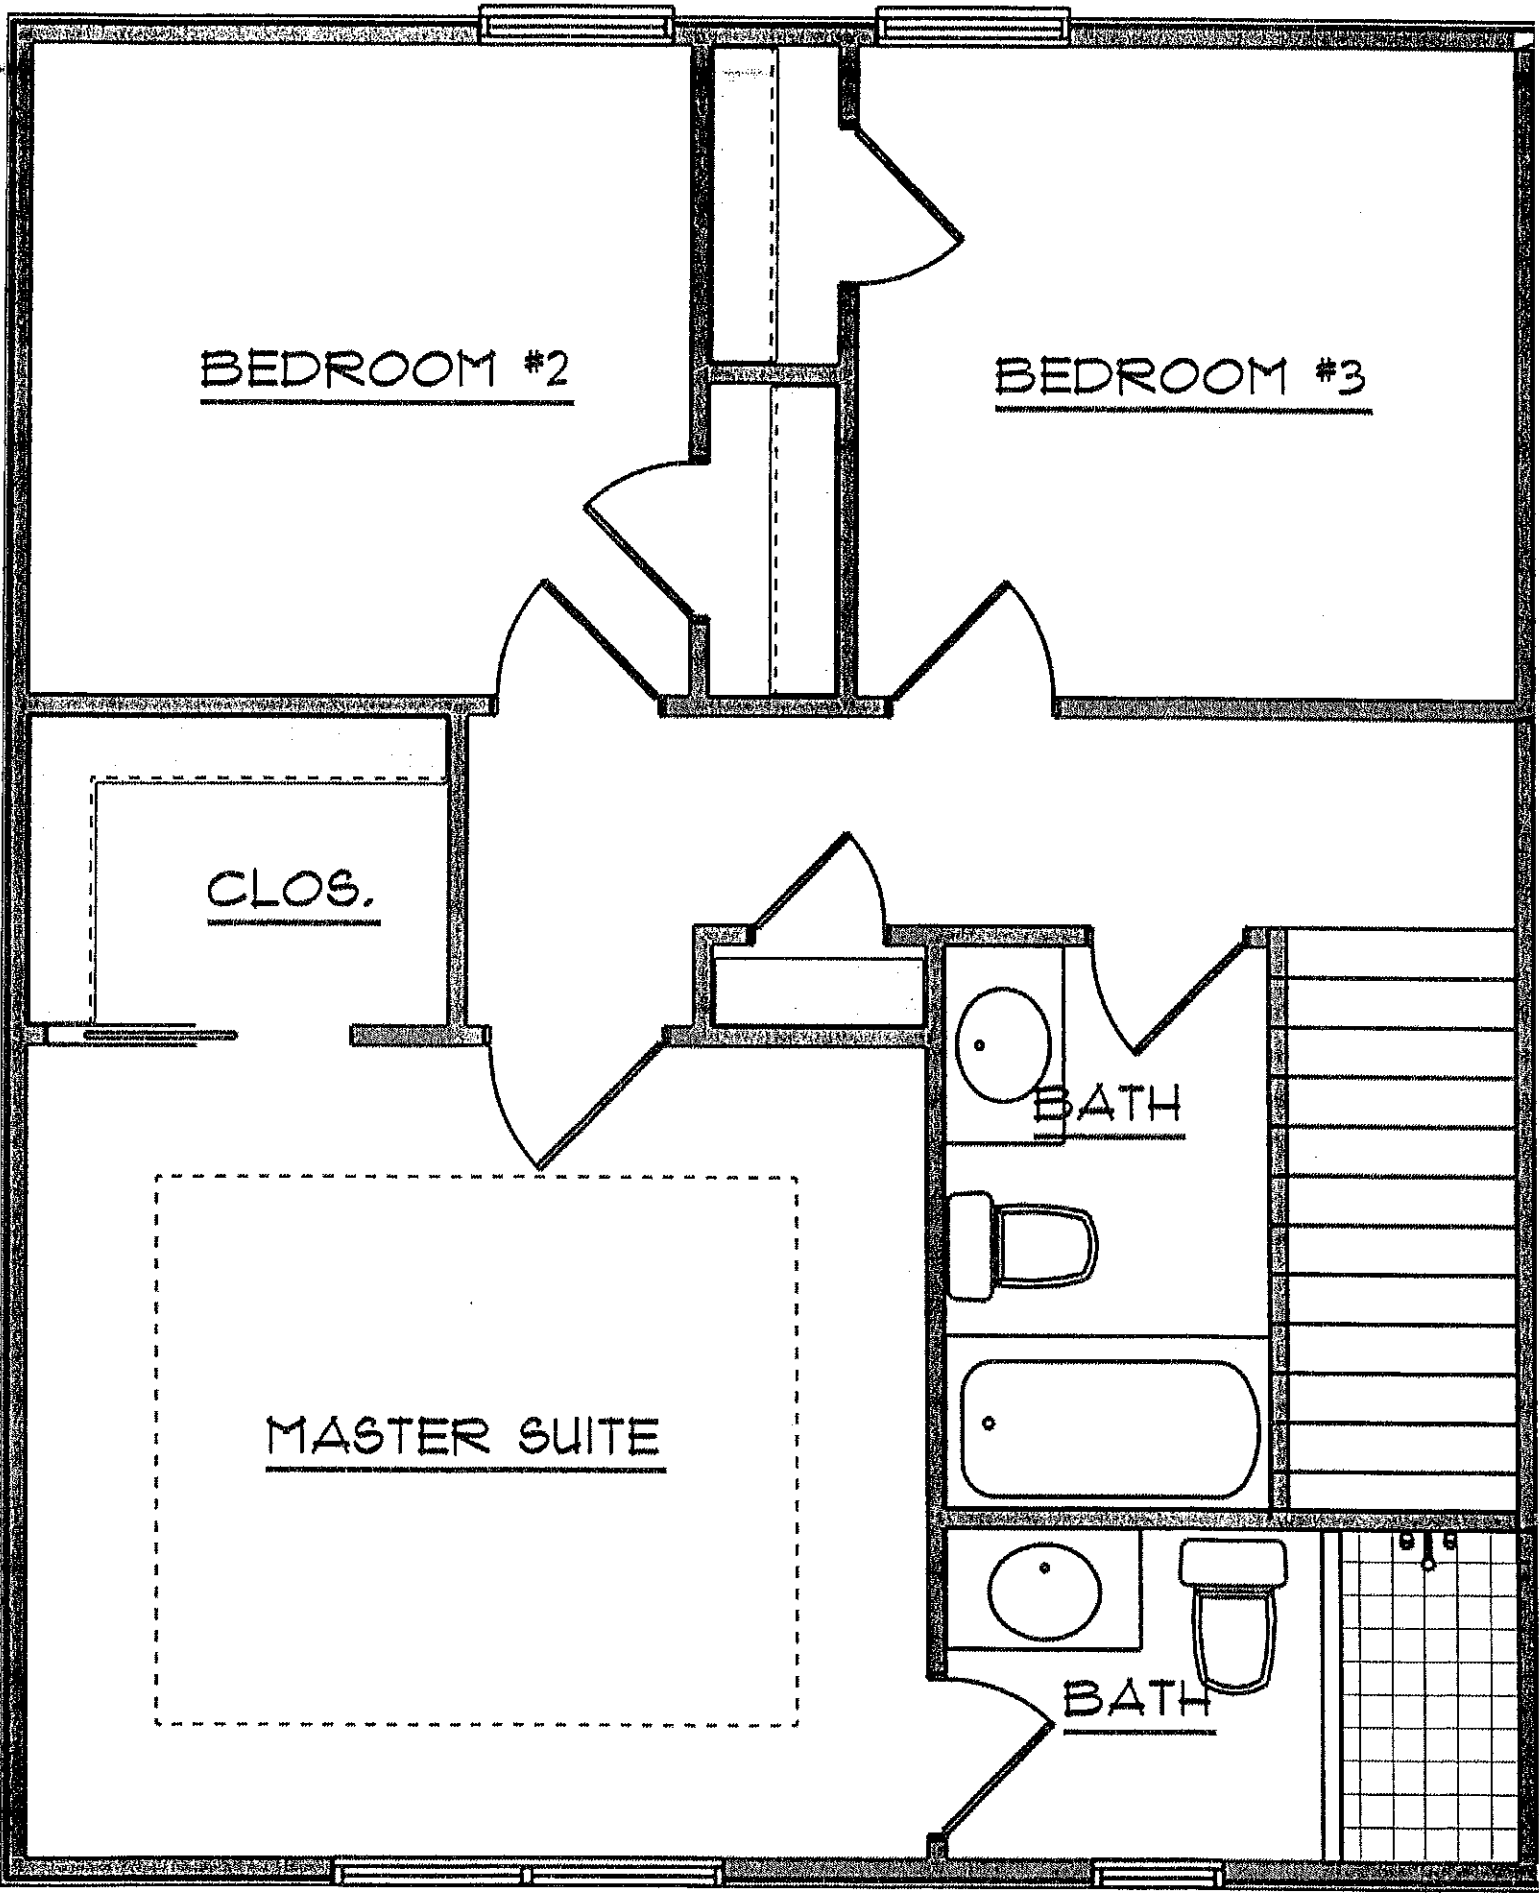 BEDROOM #2
BEDROOM #3
CLOS.
BATH
MASTER SUITE
BATH